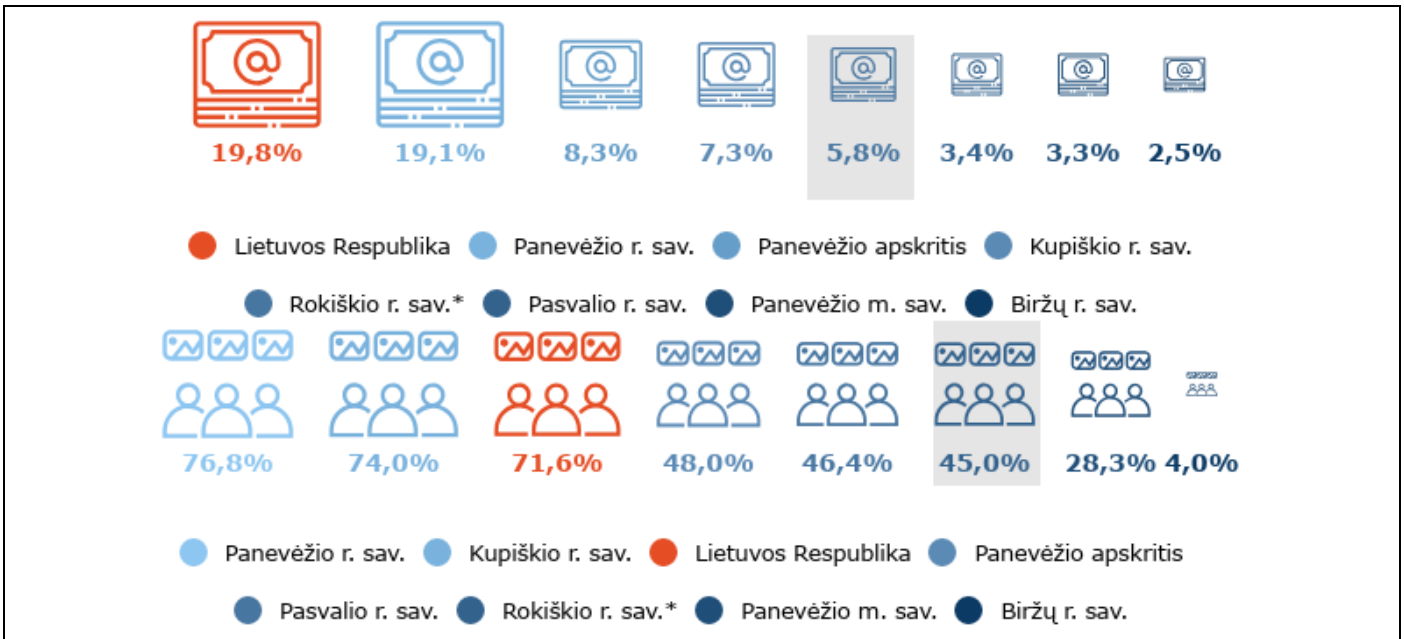 19,8% 19,1% 8,3% 7,3% 5,8% 3,4% 3,3% 2,5%
Lietuvos Respublika Panevėžio r. sav. Panevėžio apskritis Kupiškio r. sav.
Rokiškio r. sav.* Pasvalio r. sav. Panevėžio m. sav. Biržų r. sav.
76,8% 74,0% 71,6% 48,0% 46,4% 45,0% 28,3% 4,0%
Panevėžio r. sav. Kupiškio r. sav. Lietuvos Respublika Panevėžio apskritis
Pasvalio r. sav. Rokiškio r. sav.* Panevėžio m. sav. Biržų r. sav.